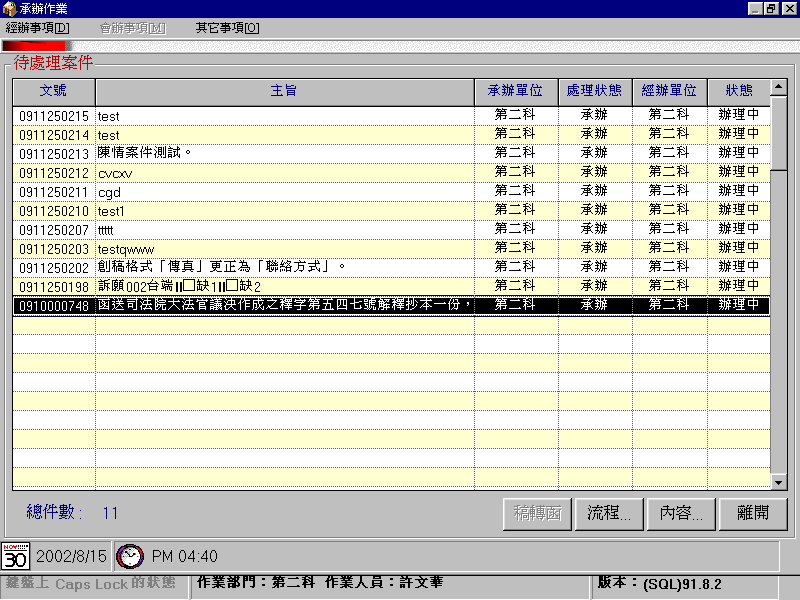 承辦作業
經辦事項[D] 會辦事項[M] 其它事項[O]
待處理案件
文號 主旨 承辦單位 處理狀態 經辦單位 狀態
0911250215 test 第二科 承辦 第二科 辦理中
0911250214 test 第二科 承辦 第二科 辦理中
0911250213 陳情案件測試。 第二科 承辦 第二科 辦理中
0911250212 cvcxv 第二科 承辦 第二科 辦理中
0911250211 cgd 第二科 承辦 第二科 辦理中
0911250210 test1 第二科 承辦 第二科 辦理中
0911250207 ttttt 第二科 承辦 第二科 辦理中
0911250203 testqwww 第二科 承辦 第二科 辦理中
0911250202 創稿格式「傳真」更正為「聯絡方式」。 第二科 承辦 第二科 辦理中
0911250198 訴願002台端||□缺1||□缺2 第二科 承辦 第二科 辦理中
0910000748 函送司法院大法官議決作成之釋字第五四七號解釋抄本一份， 第二科 承辦 第二科 辦理中
總件數: 11
稿轉函 流程... 內容... 離開
NOV!!!! 30 2002/8/15 PM 04:40
鍵盤上 Caps Lock 的狀態 作業部門：第二科 作業人員：許文華 版本：(SQL)91.8.2